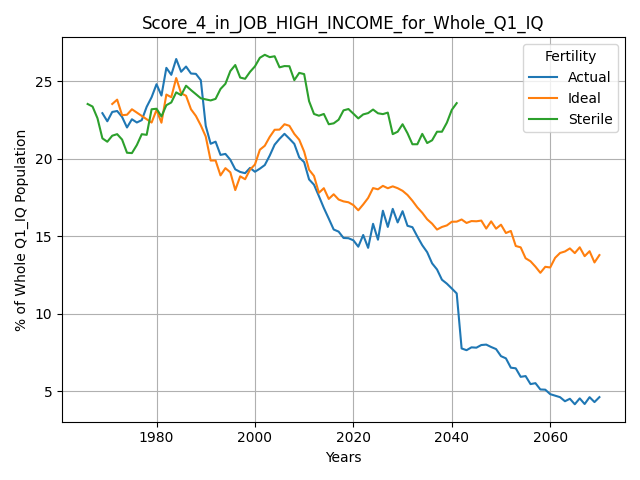 Score_4_in_JOB_HIGH_INCOME_for_Whole_Q1_IQ
Fertility
Actual
Ideal
Sterile
% of Whole Q1_IQ Population
25
20
15
10
5
1980
2000
2020
2040
2060
Years